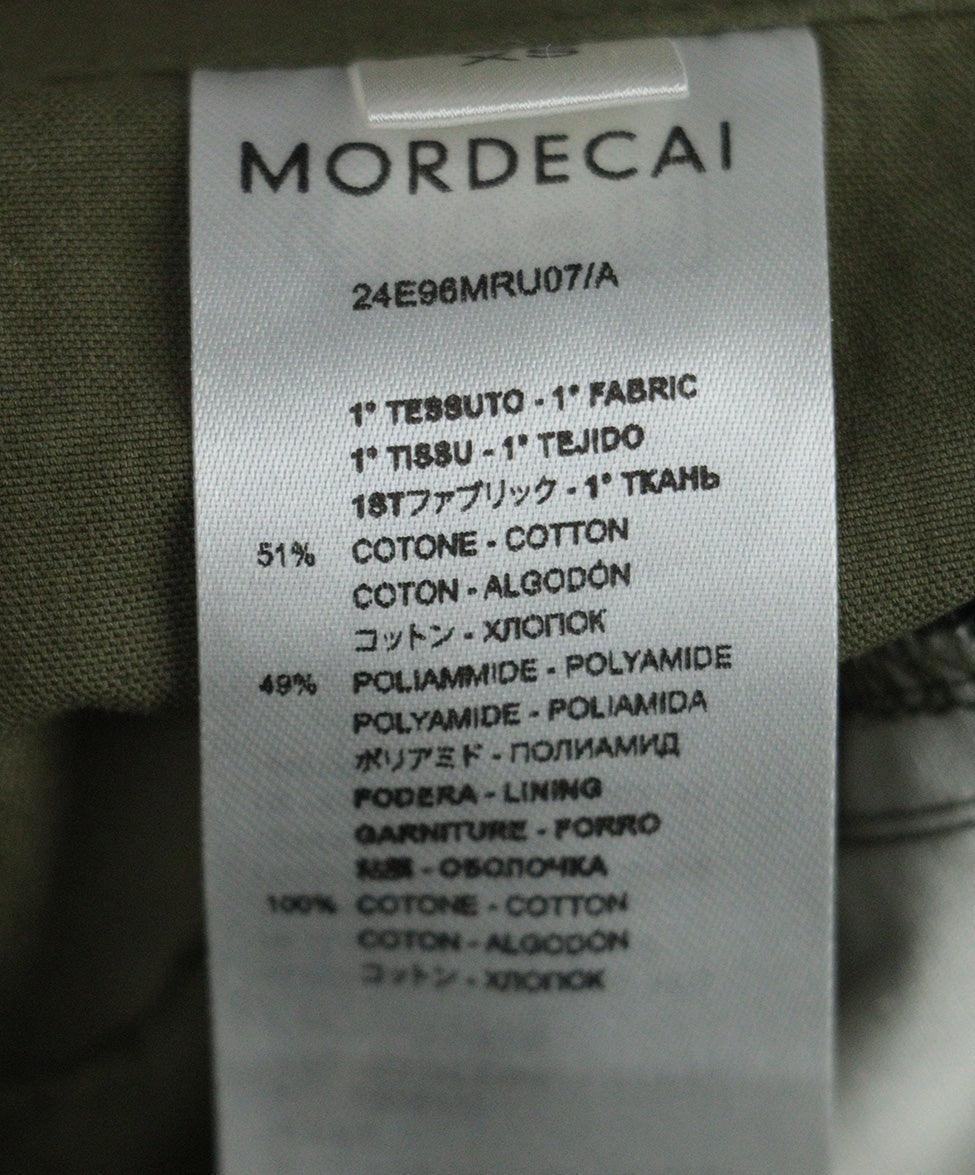 XS
MORDECAI
24E96MRU07/A
1° TESSUTO - 1° FABRIC
1° TISSU - 1° TEJIDO
1STファブリック - 1° ТКАНЬ
51% COTONE - COTTON
COTON - ALGODÓN
コットン - ХЛОПОК
49% POLIAMMIDE - POLYAMIDE
POLYAMIDE - POLIAMIDA
ポリアミド - ПОЛИАМИД
FODERA - LINING
GARNITURE - FORRO
- ОБОЛОЧКА
100% COTONE - COTTON
COTON - ALGODÓN
コットン - ХЛОПОК